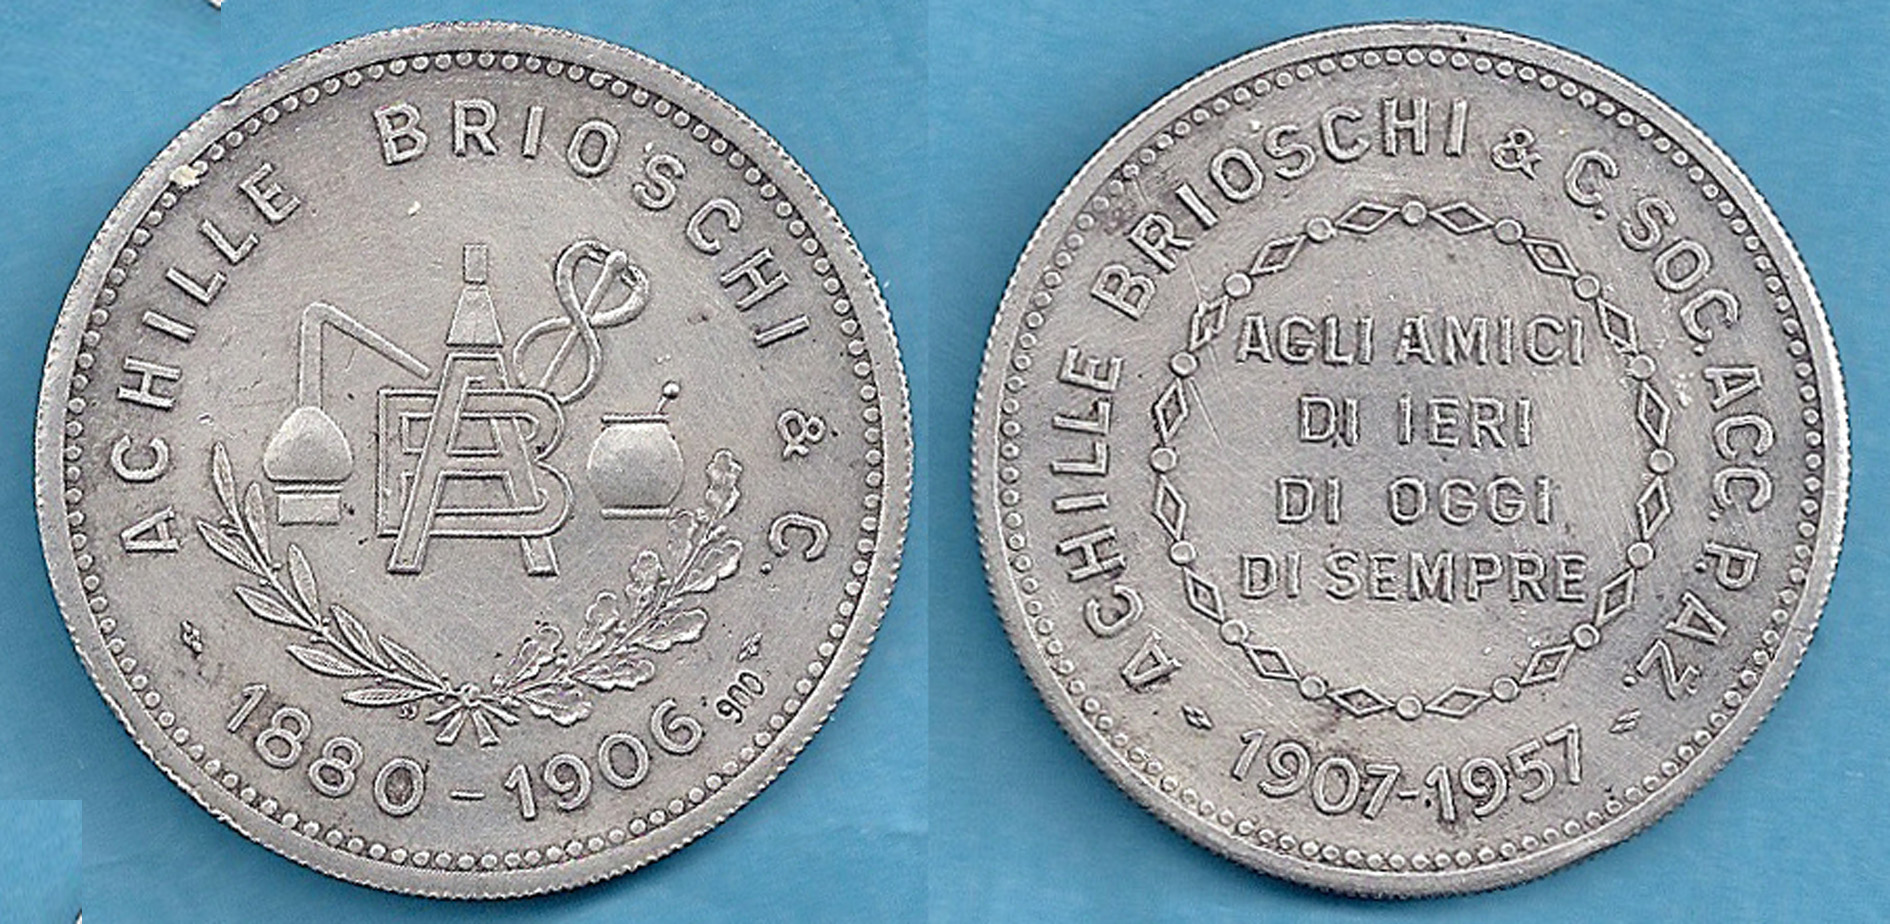 ACHILLE BRIOSCHI & C.
AB
1880-1906
900
ACHILLE BRIOSCHI & C. SOC. ACC. P. AZ.
AGLI AMICI
DI IERI
DI OGGI
DI SEMPRE
1907-1957